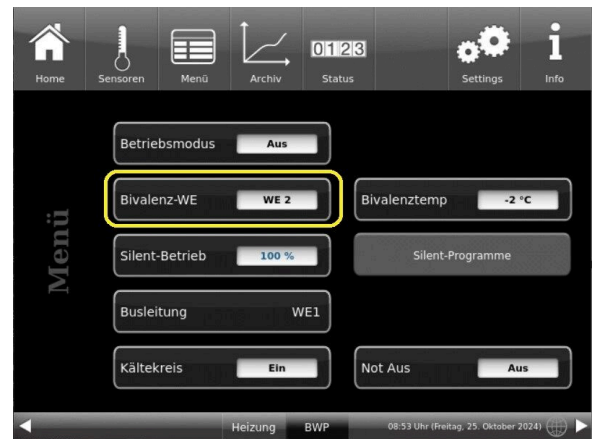 Home Sensoren Menü Archiv 0123 Status Settings Info
Menü
Betriebsmodus Aus
Bivalenz-WE WE 2 Bivalenztemp -2 °C
Silent-Betrieb 100 % Silent-Programme
Busleitung WE1
Kältekreis Ein Not Aus Aus
Heizung BWP 08:53 Uhr (Freitag, 25. Oktober 2024)